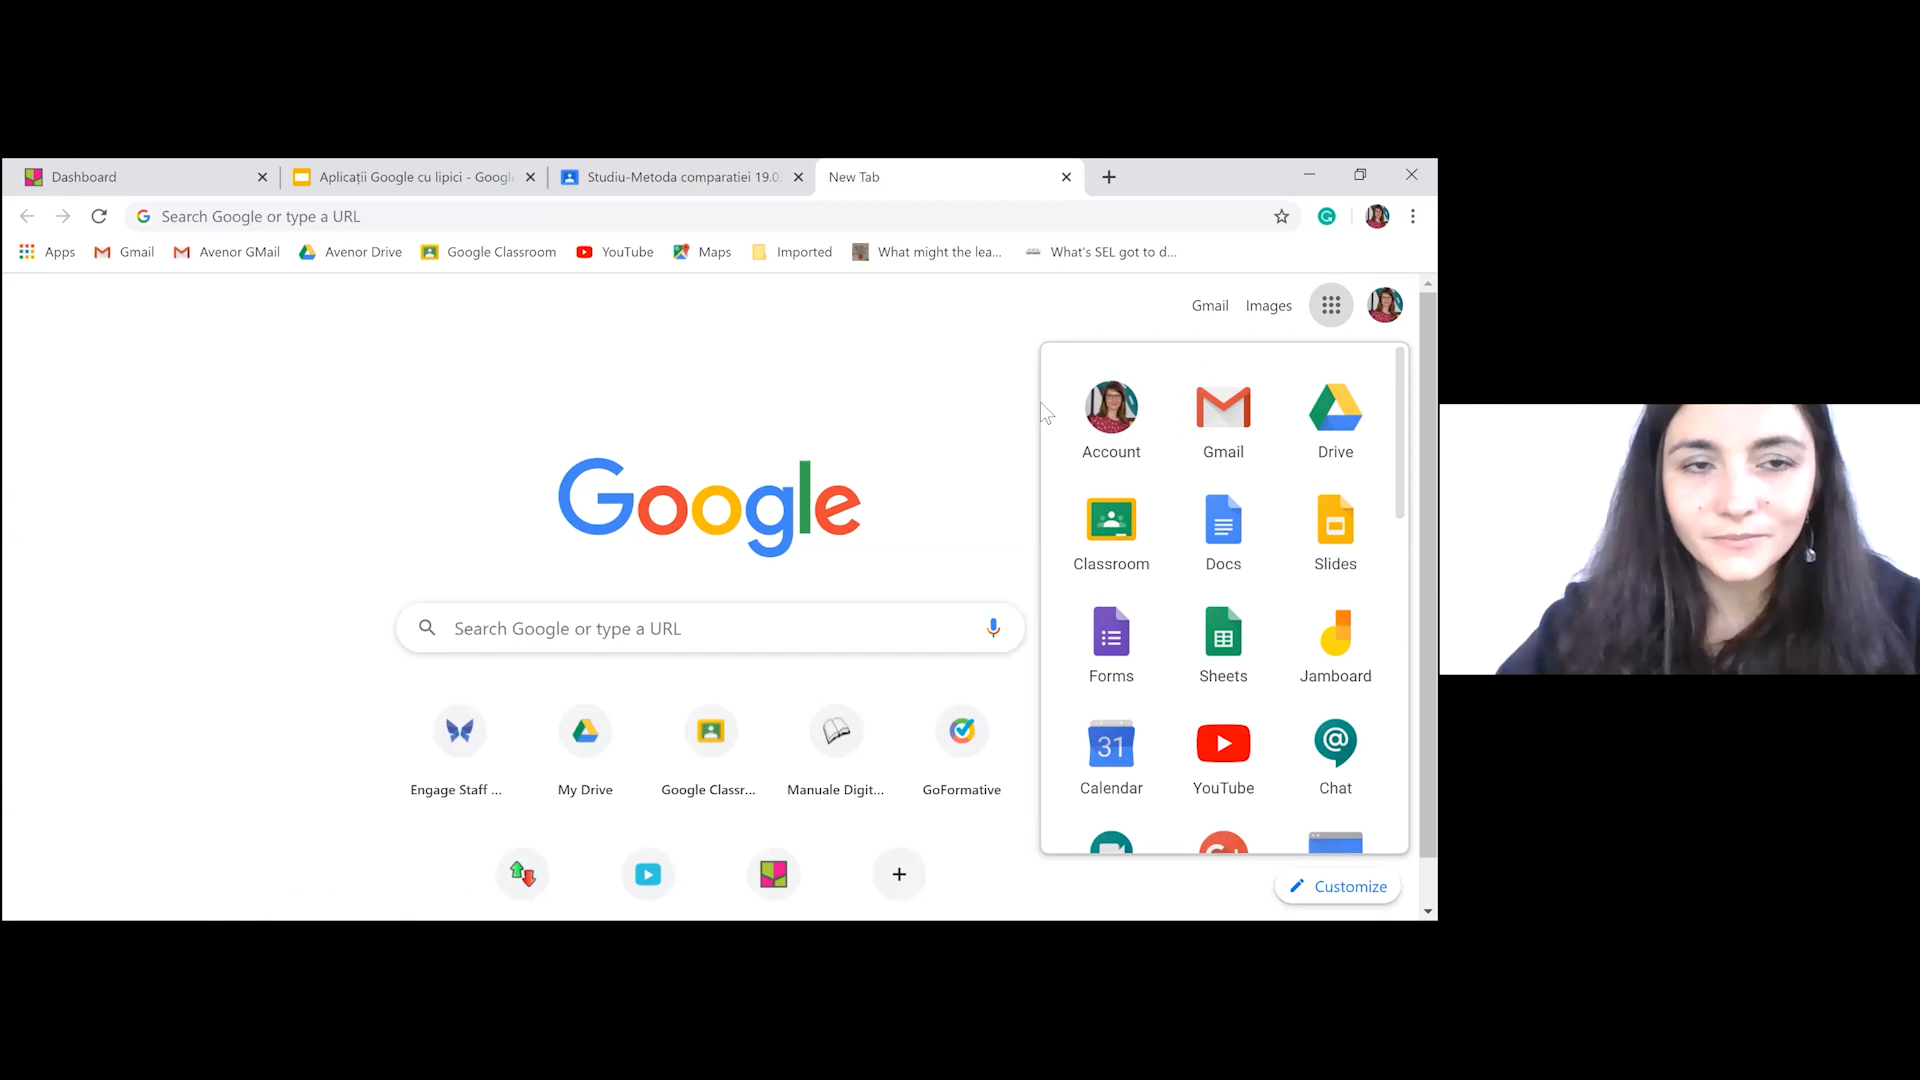 Dashboard
Aplicații Google cu lipici - Googl
Studiu-Metoda comparatiei 19.0
New Tab
Search Google or type a URL
Apps
Gmail
Avenor GMail
Avenor Drive
Google Classroom
YouTube
Maps
Imported
What might the lea...
What's SEL got to d...
Gmail
Images
Account
Gmail
Drive
Google
Classroom
Docs
Slides
Search Google or type a URL
Forms
Sheets
Jamboard
31
Calendar
YouTube
Chat
Engage Staff ...
My Drive
Google Classr...
Manuale Digit...
GoFormative
Customize